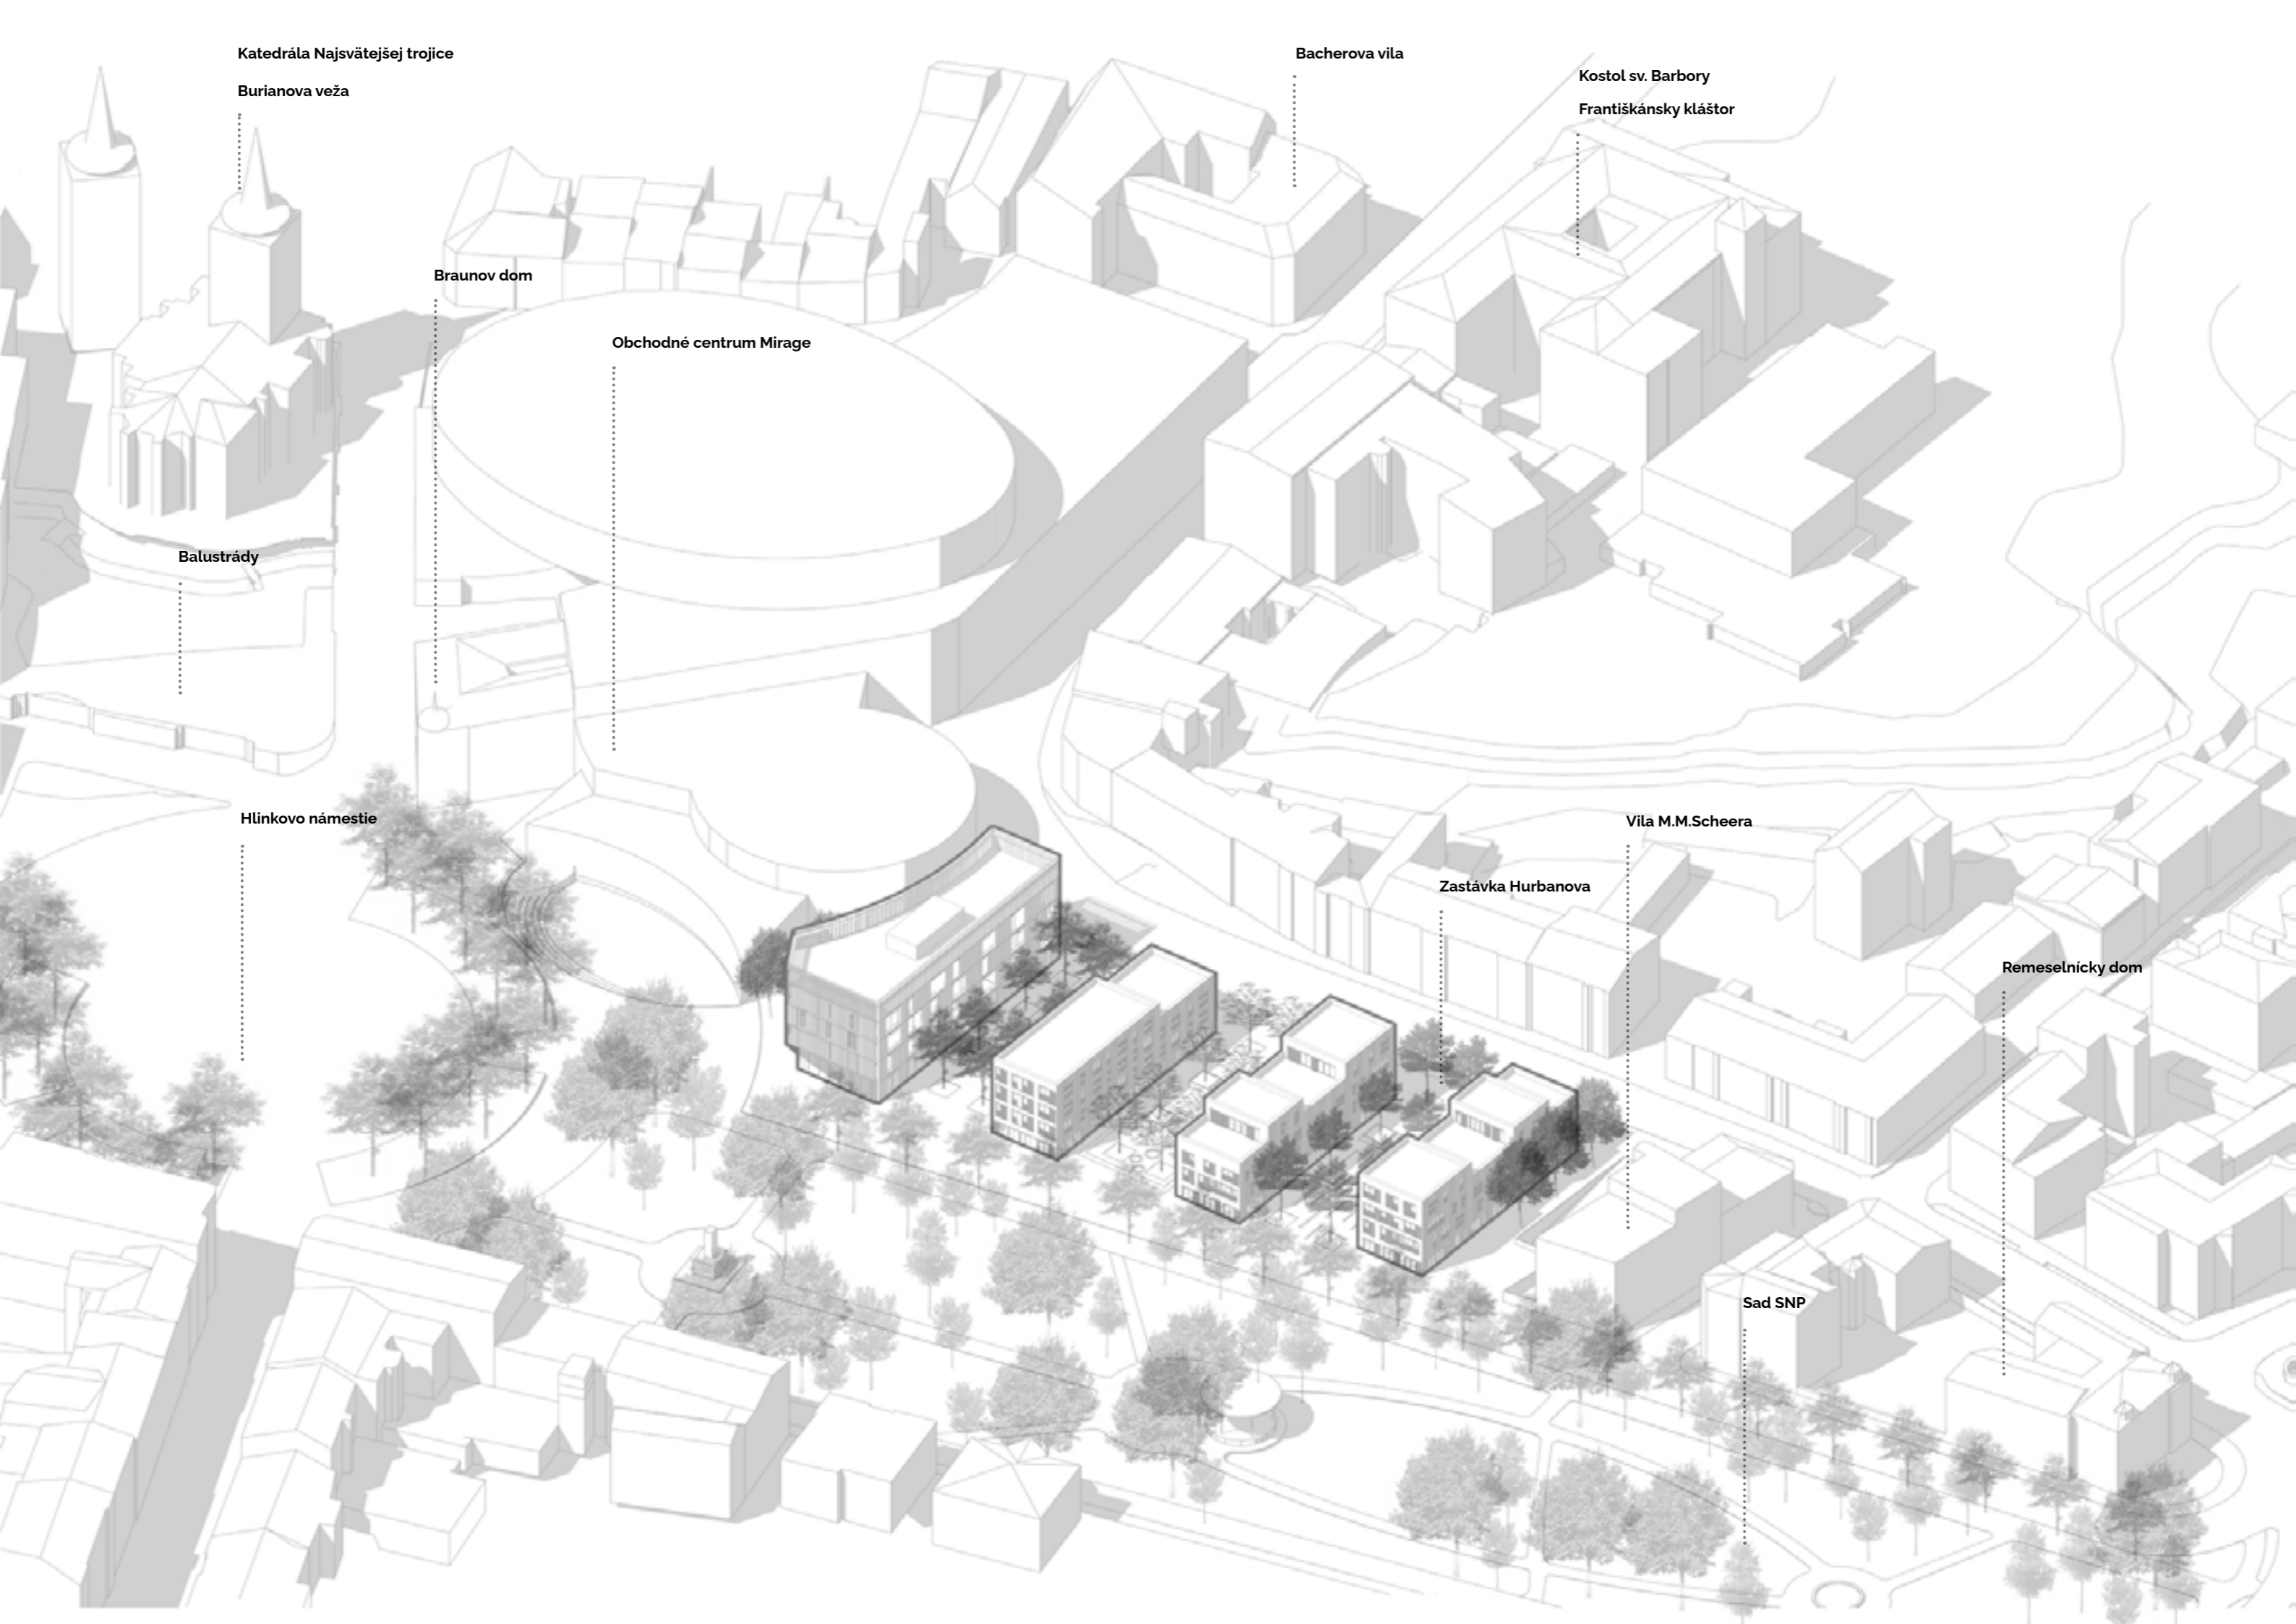 Katedrála Najsvätejšej trojice
Burianova veža
Bacherova vila
Kostol sv. Barbory
Františkánsky kláštor
Braunov dom
Obchodné centrum Mirage
Balustrády
Hlinkovo námestie
Vila M.M.Scheera
Zastávka Hurbanova
Remeselnícky dom
Sad SNP